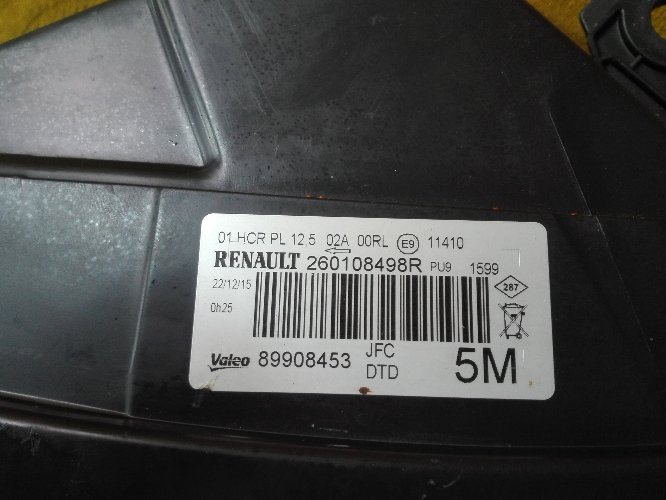 01 HCR PL 12,5 02A 00RL E9 11410
RENAULT 260108498R PU9 1599
22/12/15
287
0h25
Valeo 89908453 JFC
DTD
5M